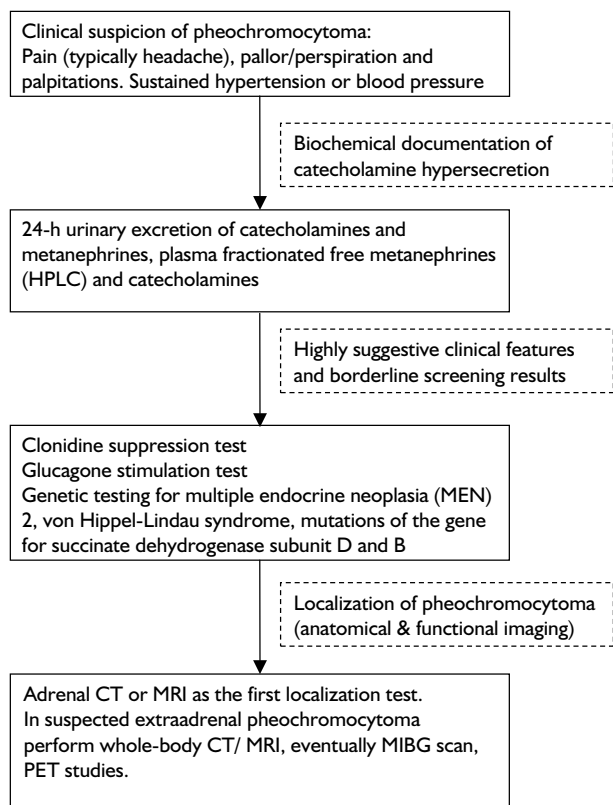 Clinical suspicion of pheochromocytoma:
Pain (typically headache), pallor/perspiration and
palpitations. Sustained hypertension or blood pressure
Biochemical documentation of
catecholamine hypersecretion
24-h urinary excretion of catecholamines and
metanephrines, plasma fractionated free metanephrines
(HPLC) and catecholamines
Highly suggestive clinical features
and borderline screening results
Clonidine suppression test
Glucagone stimulation test
Genetic testing for multiple endocrine neoplasia (MEN)
2, von Hippel-Lindau syndrome, mutations of the gene
for succinate dehydrogenase subunit D and B
Localization of pheochromocytoma
(anatomical & functional imaging)
Adrenal CT or MRI as the first localization test.
In suspected extraadrenal pheochromocytoma
perform whole-body CT/ MRI, eventually MIBG scan,
PET studies.